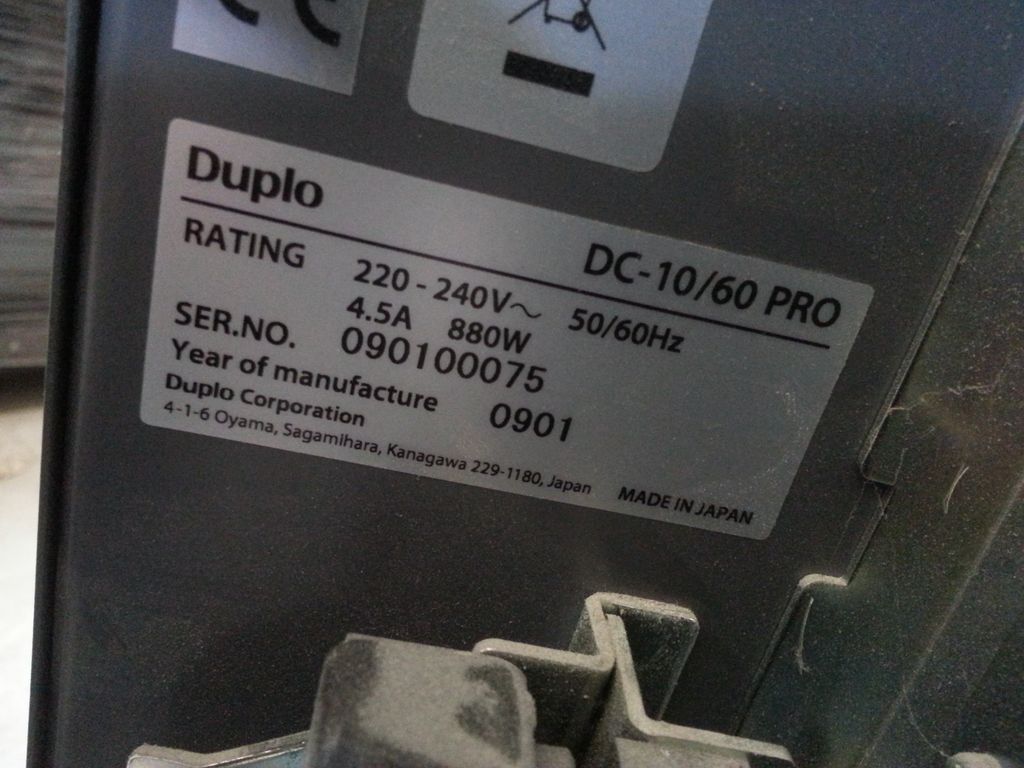 CE
Duplo
DC-10/60 PRO
RATING 220 - 240V~ 50/60Hz
4.5A 880W
SER.NO. 090100075
Year of manufacture 0901
Duplo Corporation
4-1-6 Oyama, Sagamihara, Kanagawa 229-1180, Japan MADE IN JAPAN